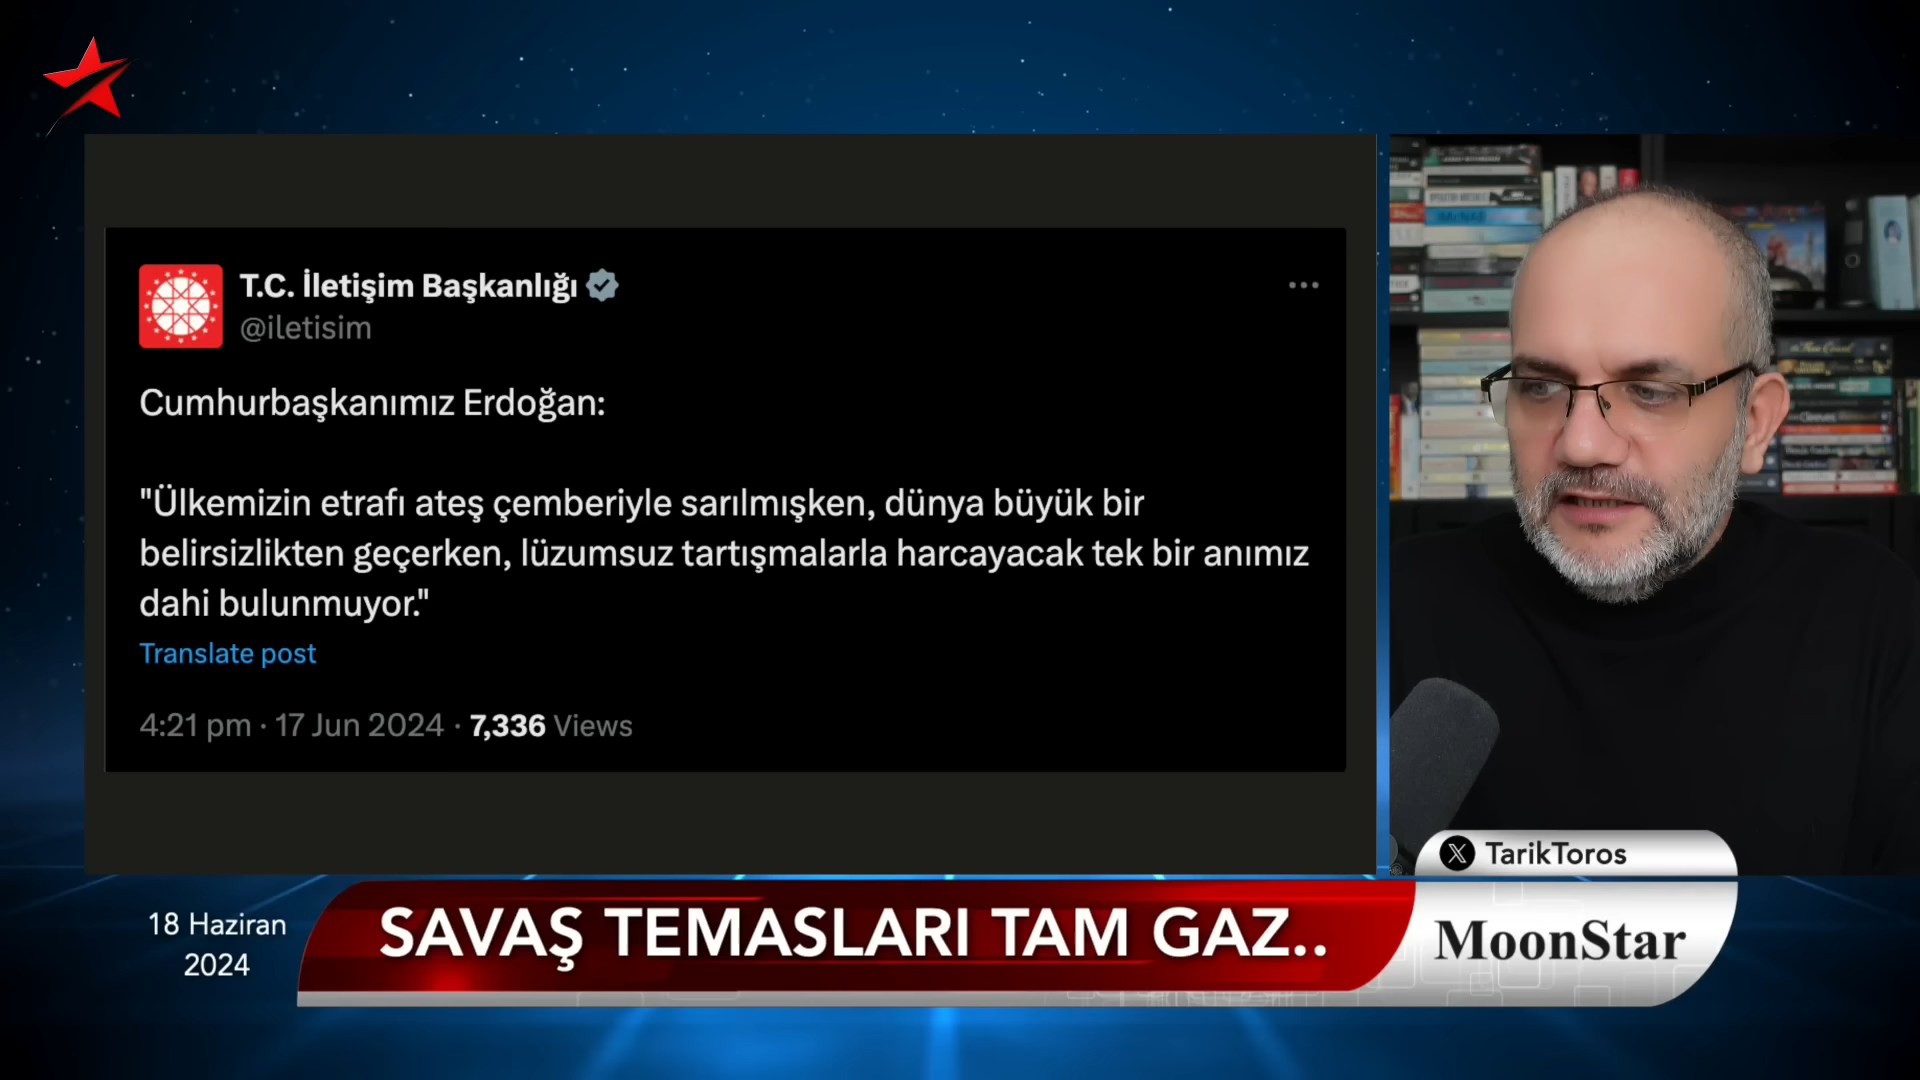 T.C. İletişim Başkanlığı
@iletisim
Cumhurbaşkanımız Erdoğan:
"Ülkemizin etrafı ateş çemberiyle sarılmışken, dünya büyük bir
belirsizlikten geçerken, lüzumsuz tartışmalarla harcayacak tek bir anımız
dahi bulunmuyor."
Translate post
4:21 pm · 17 Jun 2024 · 7,336 Views
TarikToros
18 Haziran
2024
SAVAŞ TEMASLARI TAM GAZ..
MoonStar